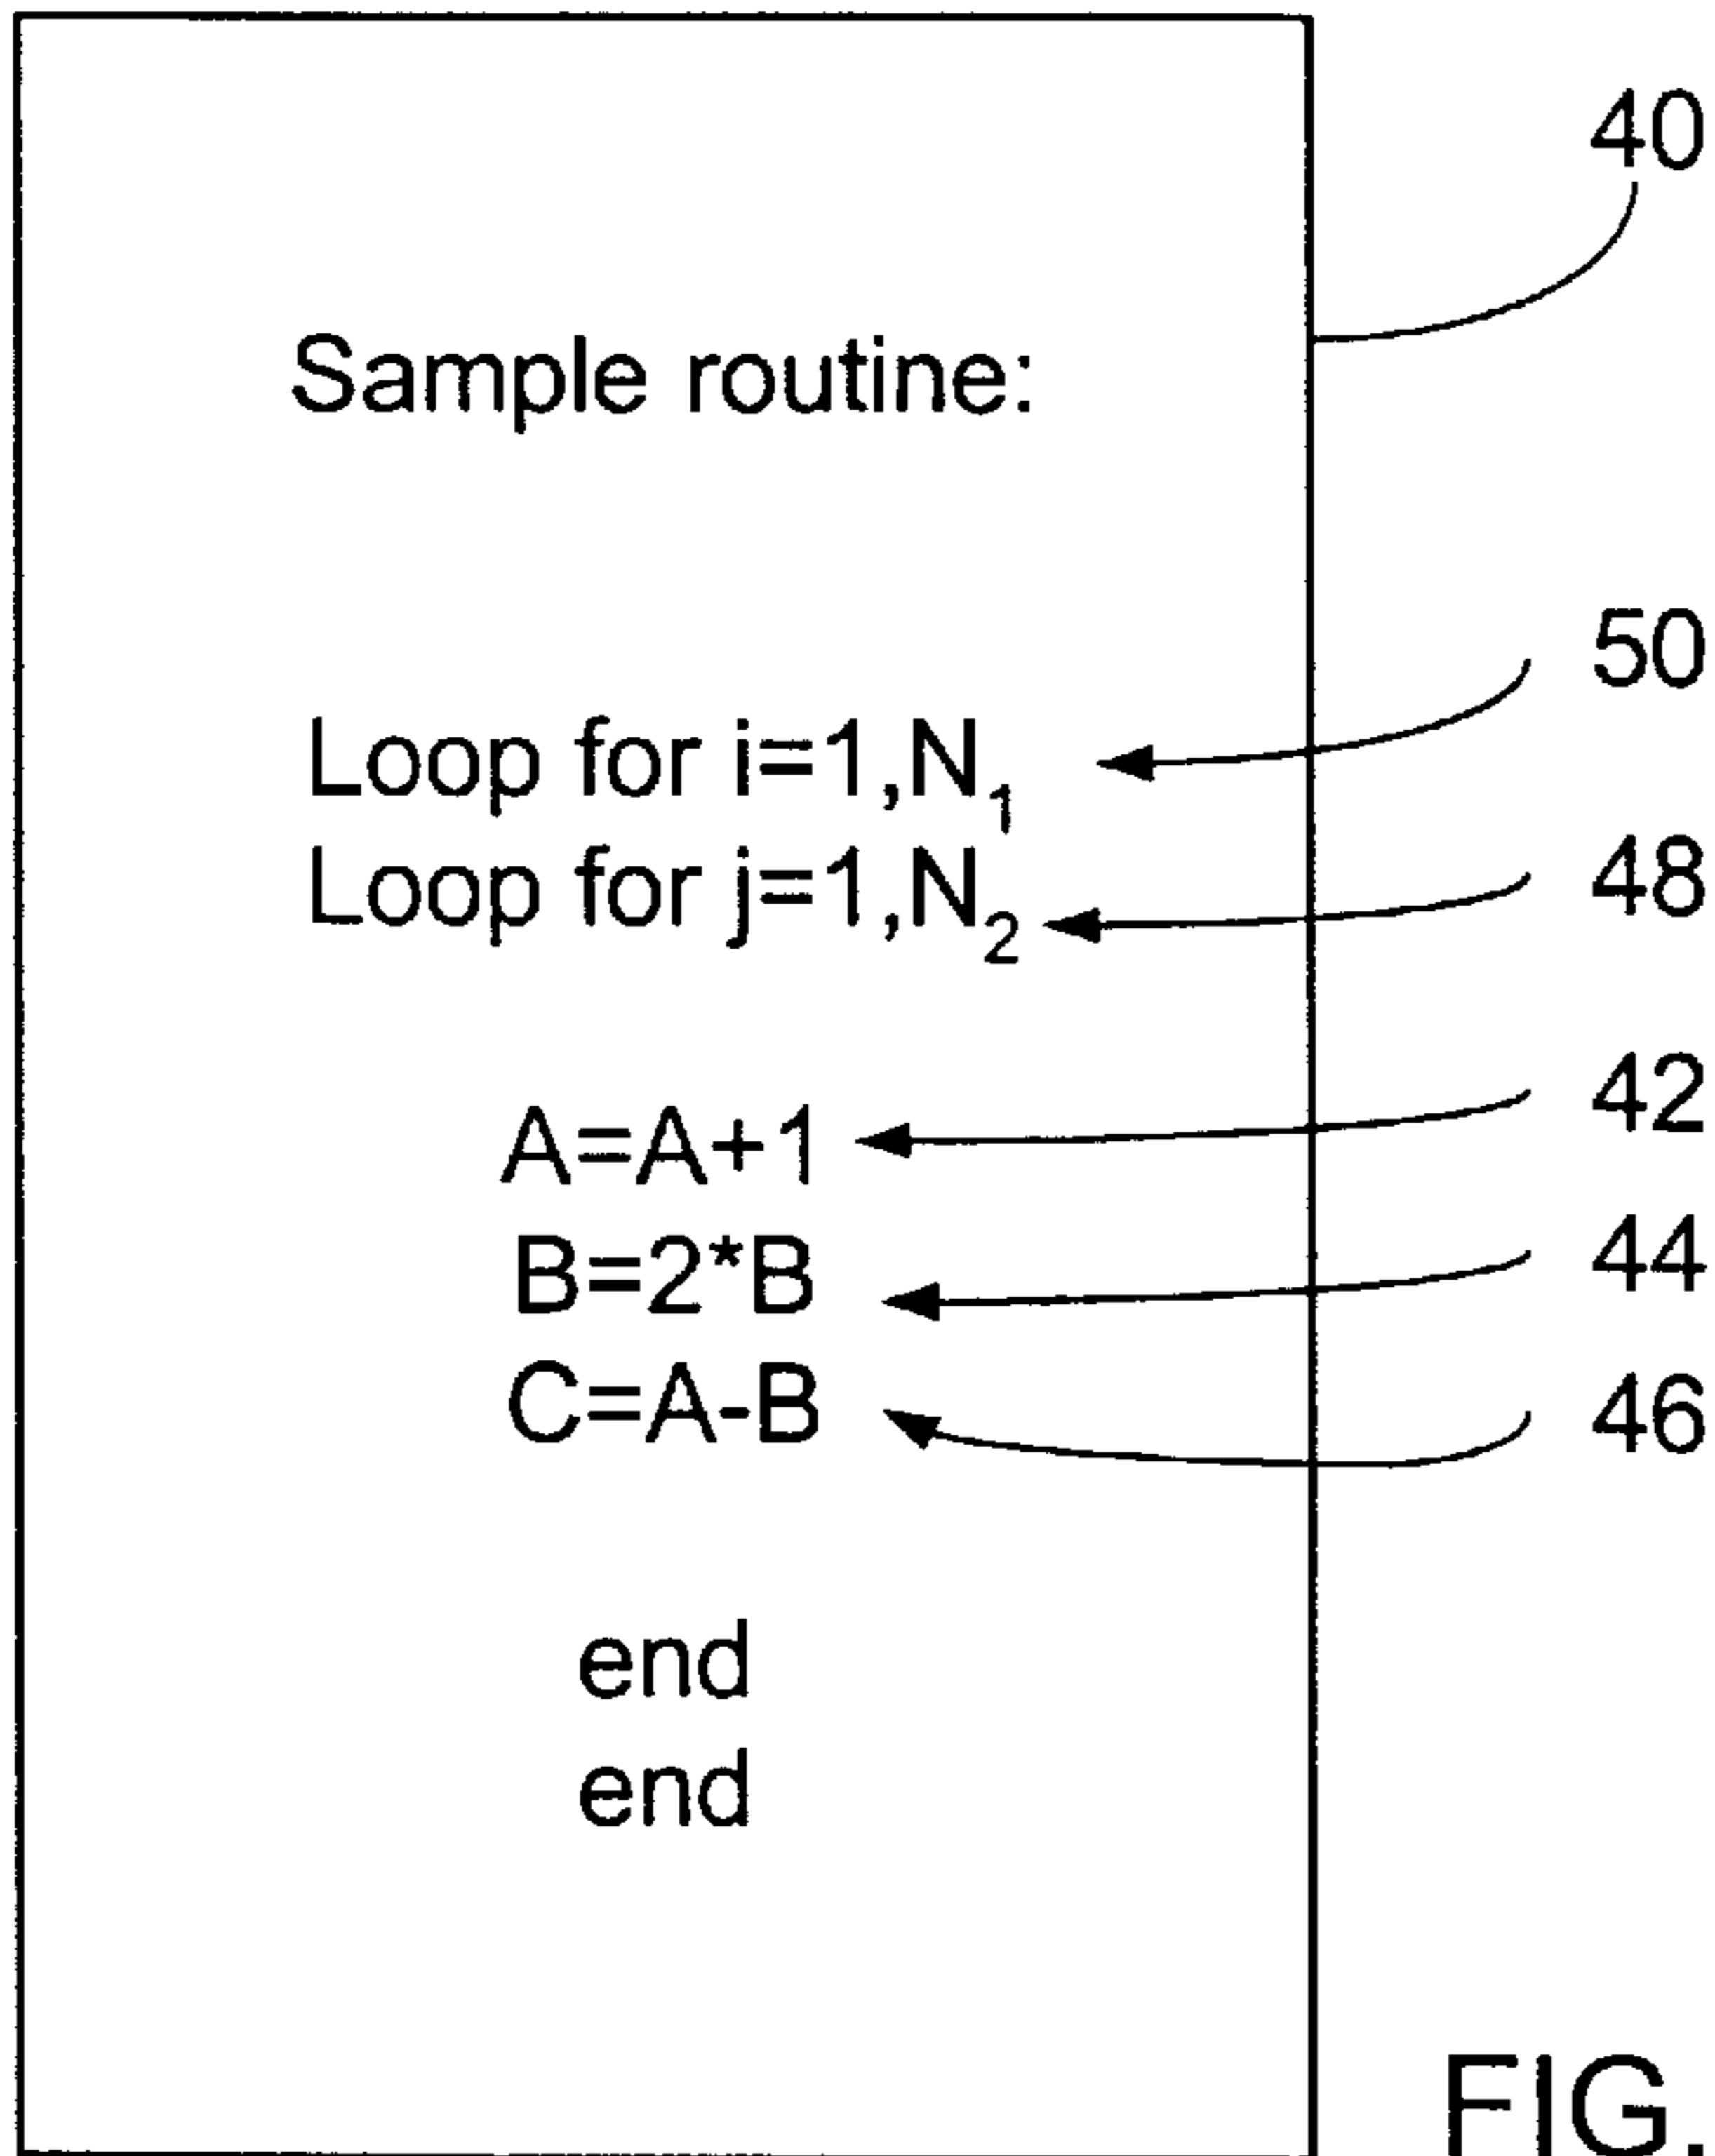 40
Sample routine:
50
Loop for i=1,N₁
48
Loop for j=1,N₂
42
A=A+1
44
B=2*B
46
C=A-B
end
end
FIG.